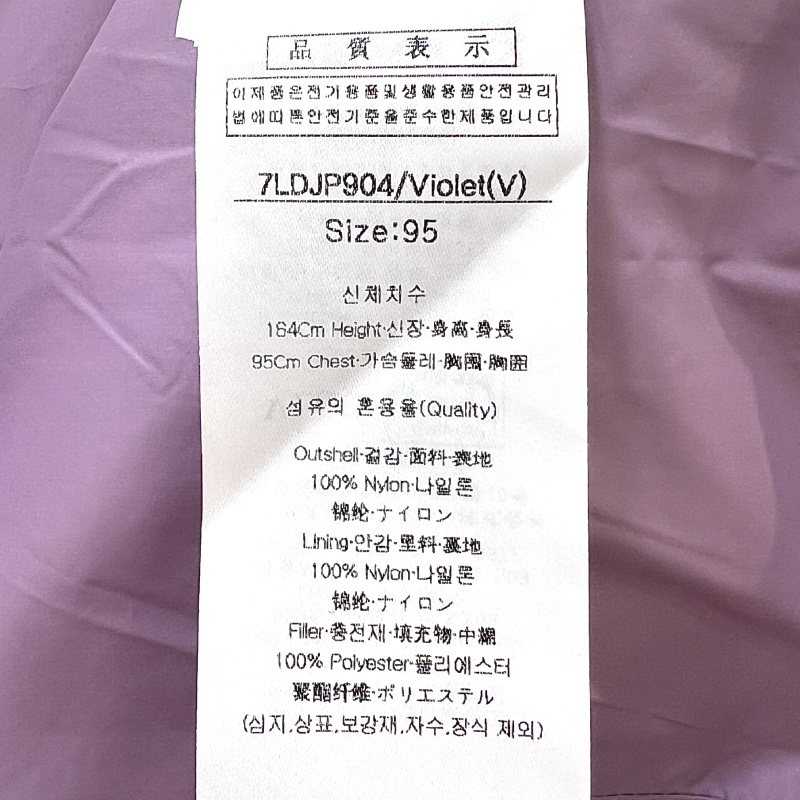 品 質 表 示
이 제품은전기용품및생활용품안전관리
법에따른안전기준을준수한제품입니다
7LDJP904/Violet(V)
Size:95
신체치수
164Cm Height·신장·身高·身長
95Cm Chest·가슴둘레·胸围·胸囲
섬유의 혼용율(Quality)
Outshell·겉감·面料·表地
100% Nylon·나일론
锦纶·ナイロン
Lining·안감·里料·裏地
100% Nylon·나일론
锦纶·ナイロン
Filler·충전재·填充物·中綿
100% Polyester·폴리에스터
聚酯纤维·ポリエステル
(심지,상표,보강재,자수,장식 제외)